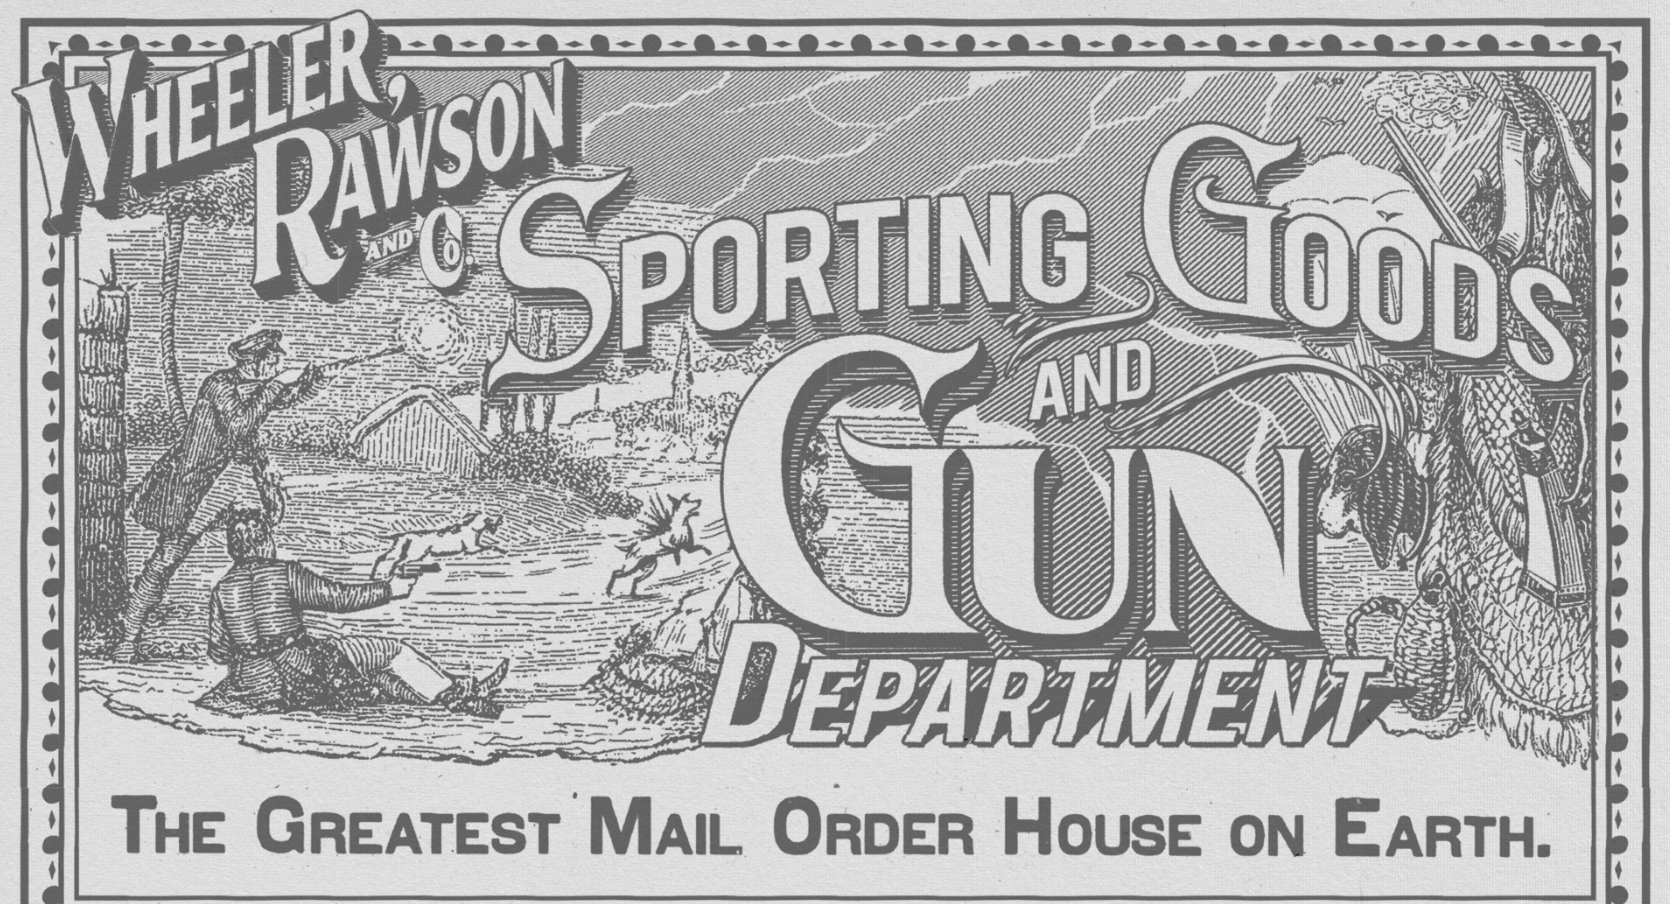 WHEELER,
RAWSON
AND CO.
SPORTING GOODS
AND
GUN
DEPARTMENT
THE GREATEST MAIL ORDER HOUSE ON EARTH.